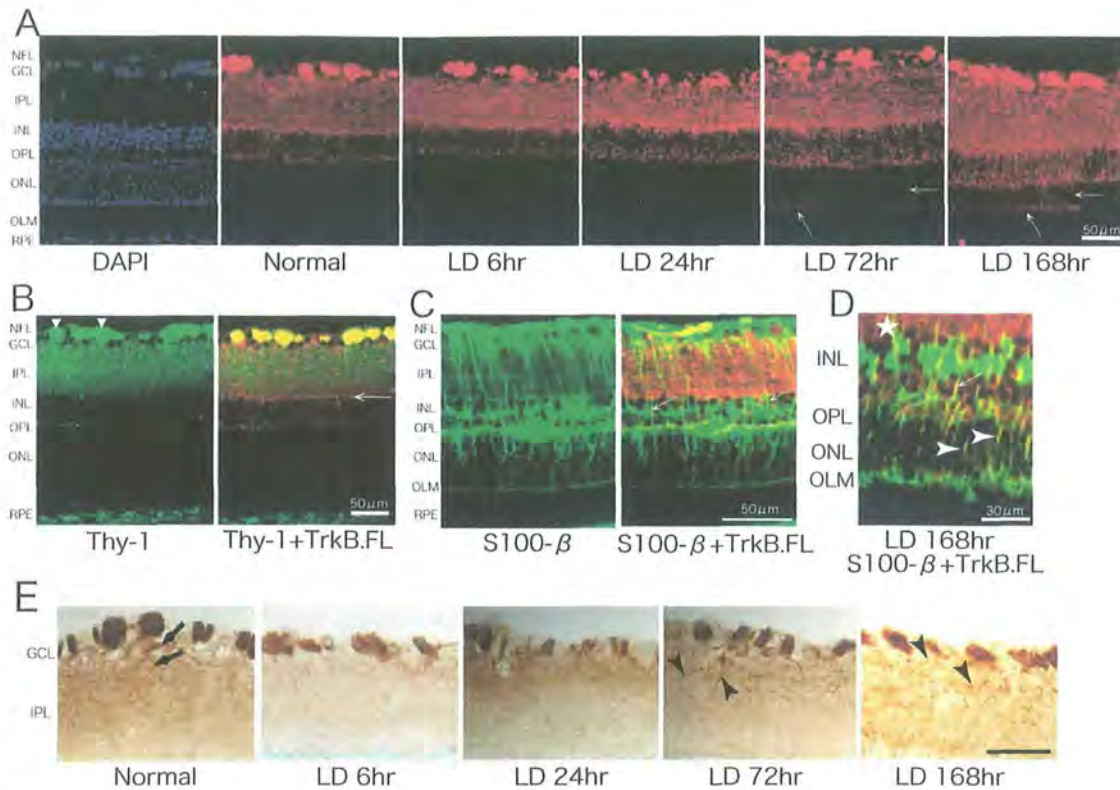 A
NFL
GCL
IPL
INL
OPL
ONL
OLM
RPE
50μm
DAPI
Normal
LD 6hr
LD 24hr
LD 72hr
LD 168hr
B
NFL
GCL
IPL
INL
OPL
ONL
RPE
50μm
Thy-1
Thy-1+TrkB.FL
C
NFL
GCL
IPL
INL
OPL
ONL
OLM
RPE
50μm
S100-β
S100-β+TrkB.FL
D
INL
OPL
ONL
OLM
30μm
LD 168hr
S100-β+TrkB.FL
E
GCL
IPL
Normal
LD 6hr
LD 24hr
LD 72hr
LD 168hr